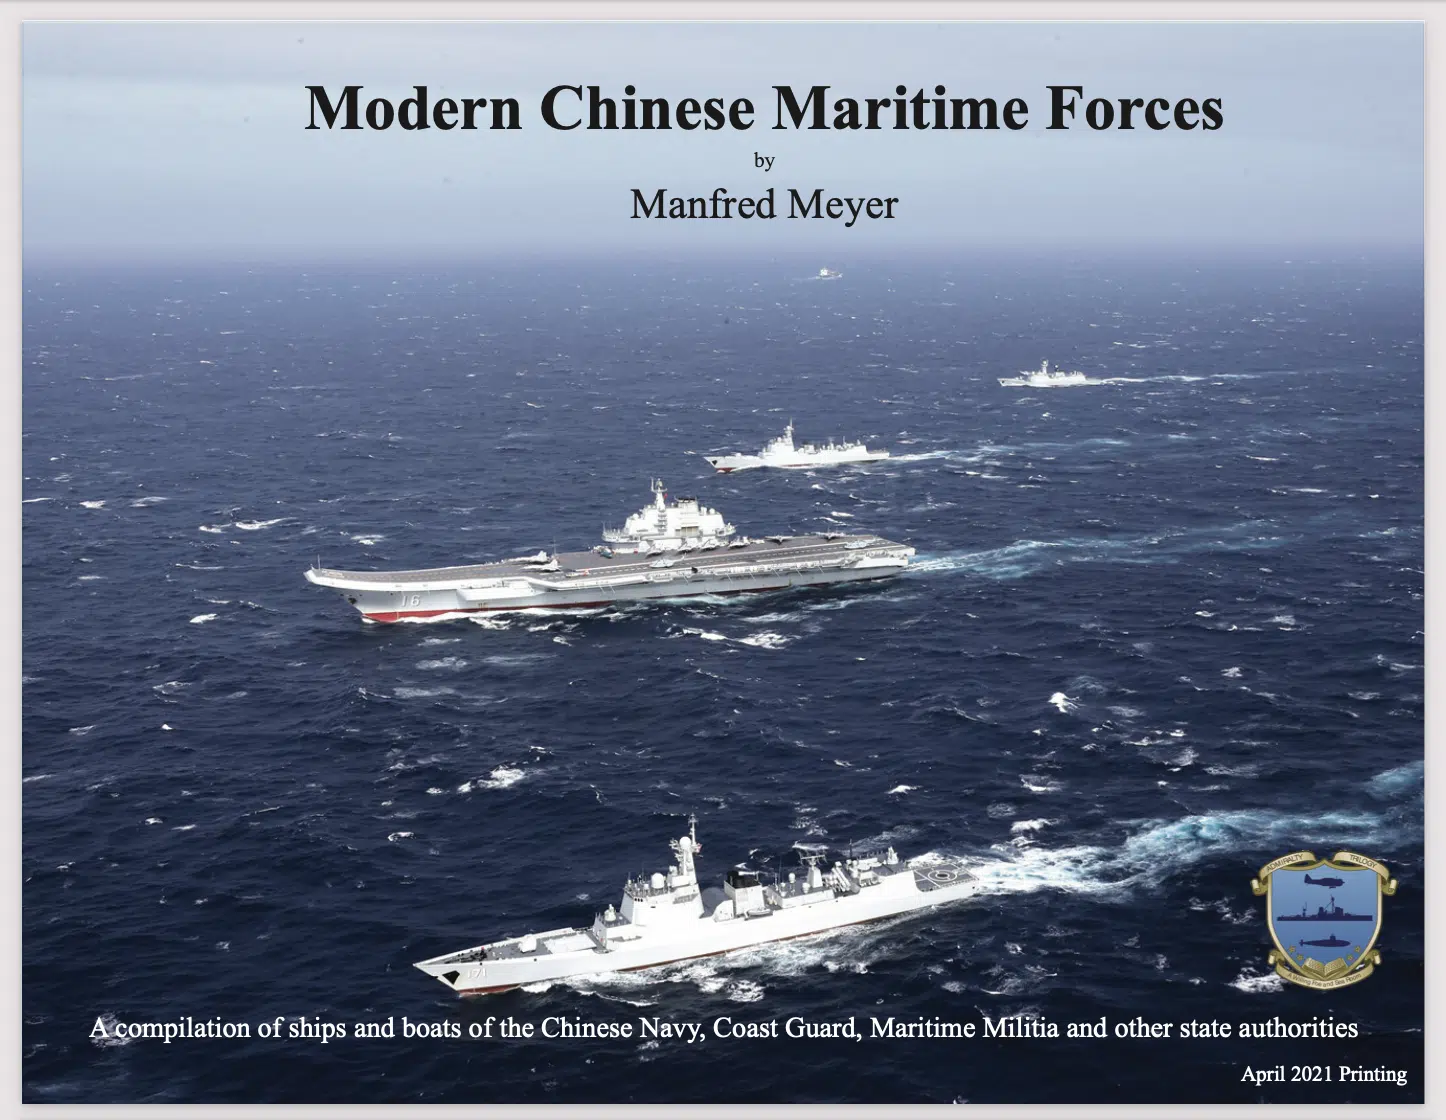 Modern Chinese Maritime Forces
by
Manfred Meyer
16
171
ADMIRALTY TRILOGY
A compilation of ships and boats of the Chinese Navy, Coast Guard, Maritime Militia and other state authorities
April 2021 Printing